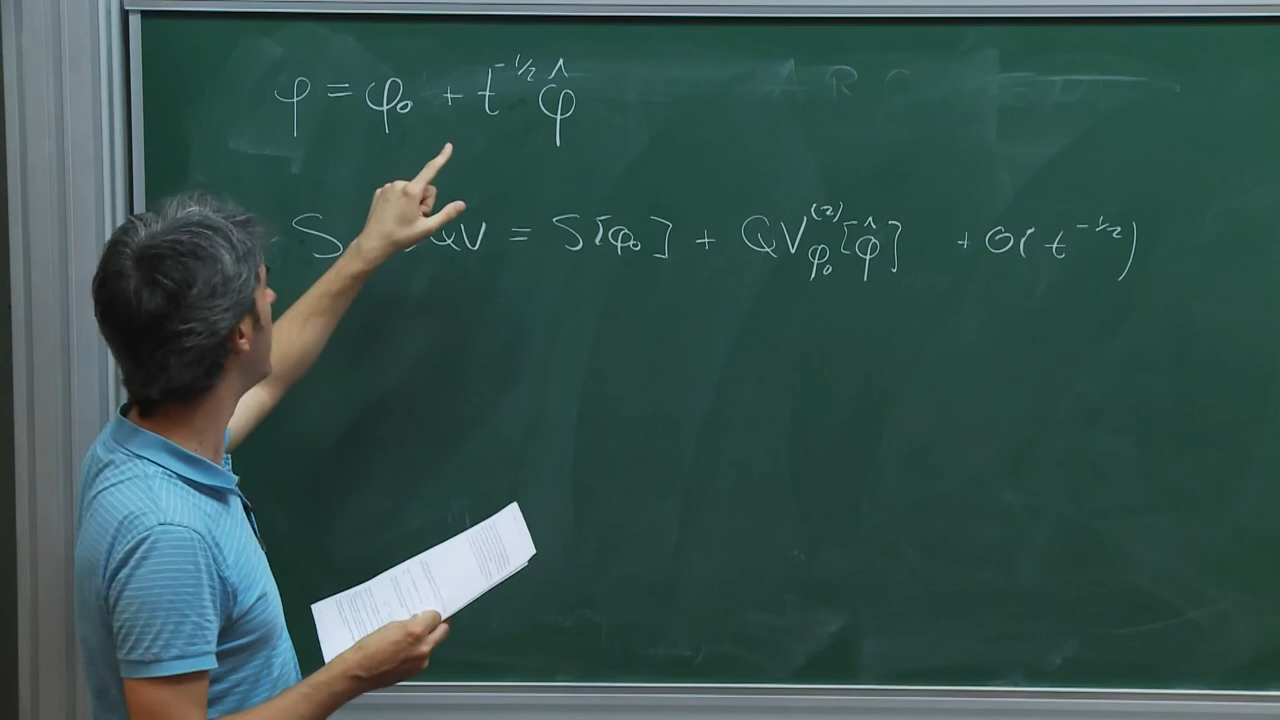 φ = φ₀ + t^{-1/2} φ̂
S QV = S[φ₀] + QV^{(2)}_{φ₀}[φ̂] + O(t^{-1/2})